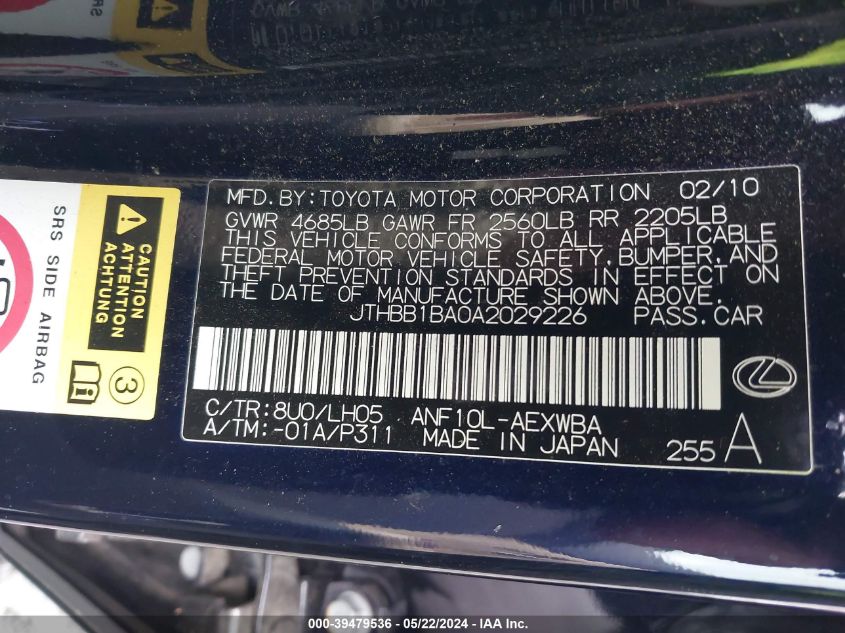 MFD.BY:TOYOTA MOTOR CORPORATION 02/10
GVWR 4685LB GAWR FR 2560LB RR 2205LB
THIS VEHICLE CONFORMS TO ALL APPLICABLE
FEDERAL MOTOR VEHICLE SAFETY,BUMPER,AND
THEFT PREVENTION STANDARDS IN EFFECT ON
THE DATE OF MANUFACTURE SHOWN ABOVE.
JTHBB1BA0A2029226 PASS.CAR
C/TR:8U0/LH05 ANF10L-AEXWBA
A/TM:-01A/P311 MADE IN JAPAN 255 A
SRS SIDE AIRBAG
CAUTION
ATTENTION
ACHTUNG
3
000-39479536 - 05/22/2024 - IAAI.COM